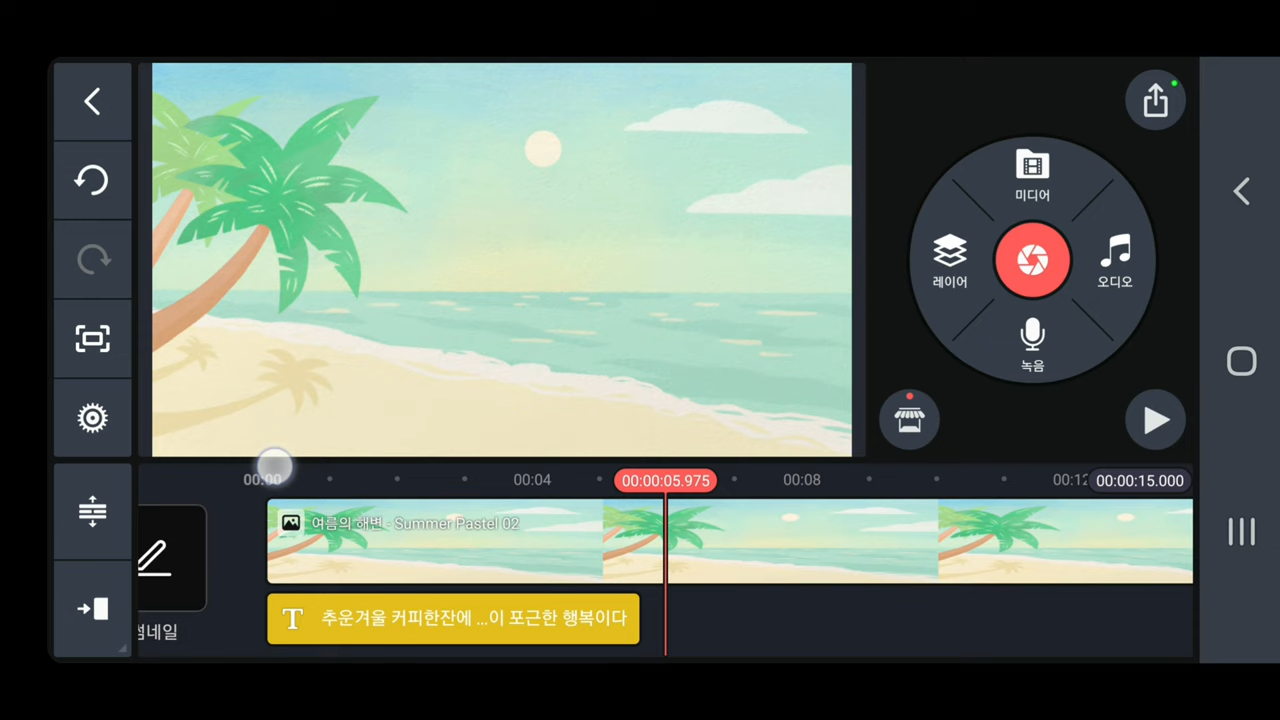 미디어
레이어
오디오
녹음
00:00
00:04
00:00:05.975
00:08
00:12
00:00:15.000
여름의 해변 - Summer Pastel 02
T 추운겨울 커피한잔에 ...이 포근한 행복이다
썸네일